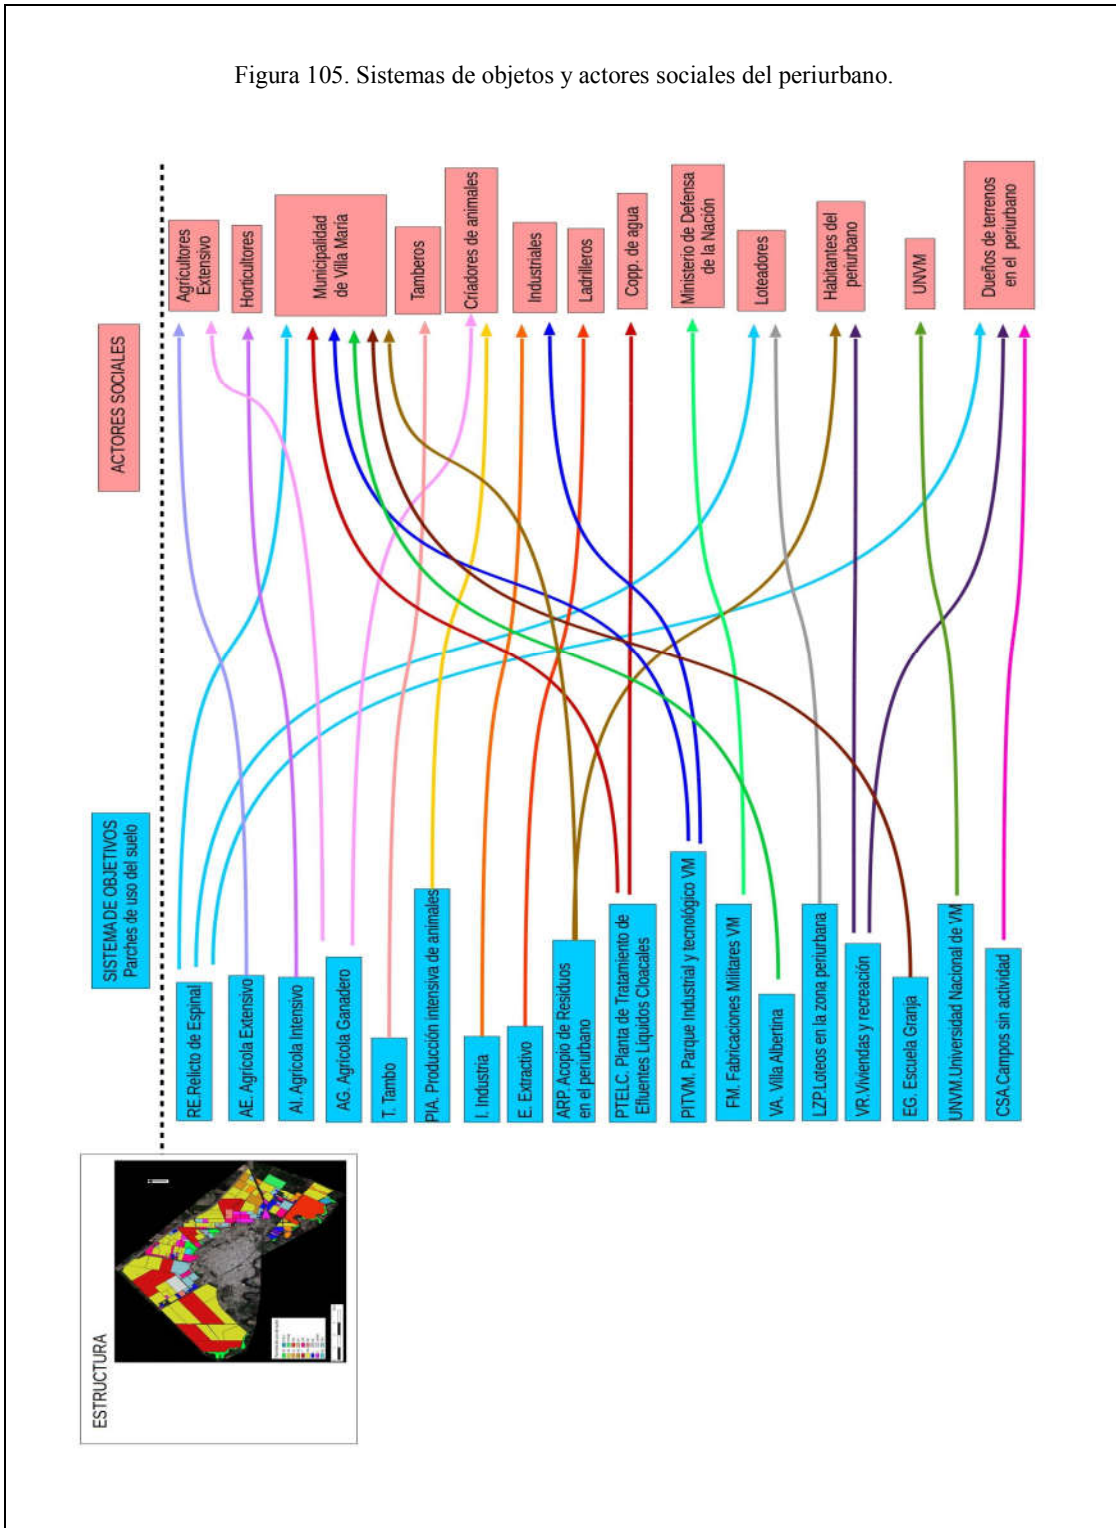 Figura 105. Sistemas de objetos y actores sociales del periurbano.
ESTRUCTURA
SISTEMA DE OBJETIVOS
Parches de uso del suelo
RE.Relicto de Espinal
AE. Agrícola Extensivo
AI. Agrícola Intensivo
AG. Agrícola Ganadero
T. Tambo
PIA. Producción intensiva de animales
I. Industria
E. Extractivo
ARP. Acopio de Residuos
en el periurbano
PTELC. Planta de Tratamiento de
Efluentes Líquidos Cloacales
PITVM. Parque Industrial y tecnológico VM
FM. Fabricaciones Militares VM
VA. Villa Albertina
LZP.Loteos en la zona periurbana
VR.Viviendas y recreación
EG. Escuela Granja
UNVM.Universidad Nacional de VM
CSA.Campos sin actividad
ACTORES SOCIALES
Agricultores
Extensivo
Horticultores
Municipalidad
de Villa María
Tamberos
Criadores de animales
Industriales
Ladrilleros
Copp. de agua
Ministerio de Defensa
de la Nación
Loteadores
Habitantes del
periurbano
UNVM
Dueños de terrenos
en el periurbano